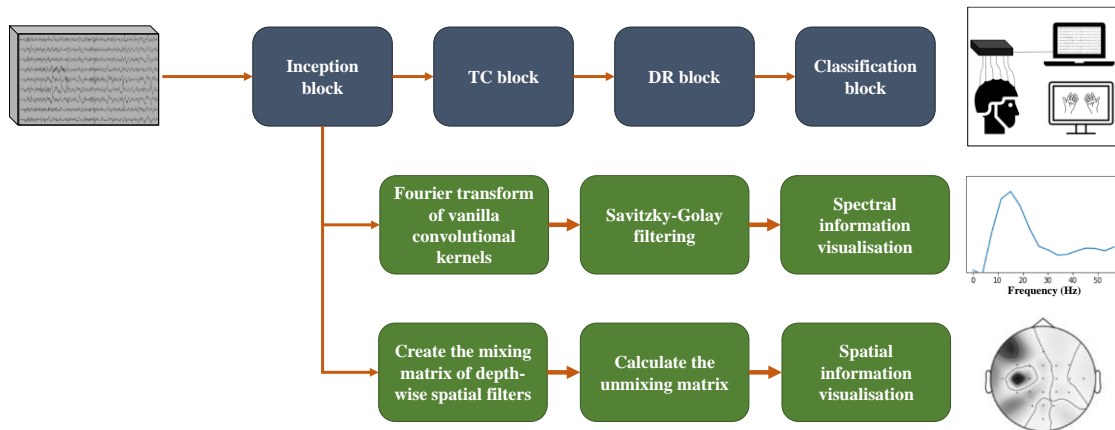 Inception
block
TC block
DR block
Classification
block
Fourier transform
of vanilla
convolutional
kernels
Savitzky-Golay
filtering
Spectral
information
visualisation
0 10 20 30 40 50
Frequency (Hz)
Create the mixing
matrix of depth-
wise spatial filters
Calculate the
unmixing matrix
Spatial
information
visualisation